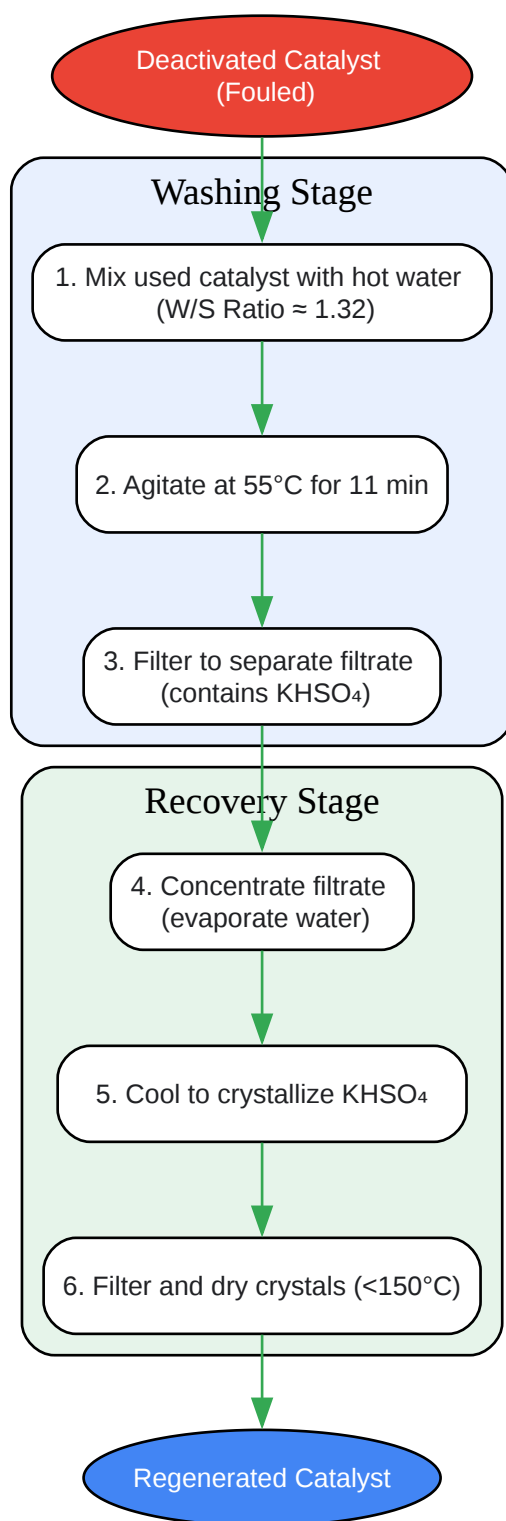 Deactivated Catalyst
(Fouled)
Washing Stage
1. Mix used catalyst with hot water
(W/S Ratio ≈ 1.32)
2. Agitate at 55°C for 11 min
3. Filter to separate filtrate
(contains KHSO₄)
Recovery Stage
4. Concentrate filtrate
(evaporate water)
5. Cool to crystallize KHSO₄
6. Filter and dry crystals (<150°C)
Regenerated Catalyst